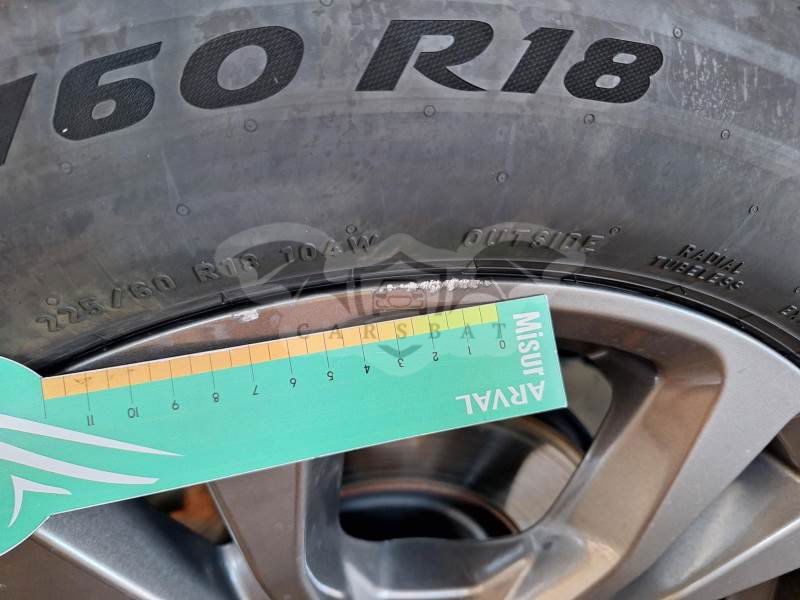 /60 R18
225/60 R18 104W
OUTSIDE
RADIAL
TUBELESS
CARSBAT
Misur
ARVAL
0 1 2 3 4 5 6 7 8 9 10 11